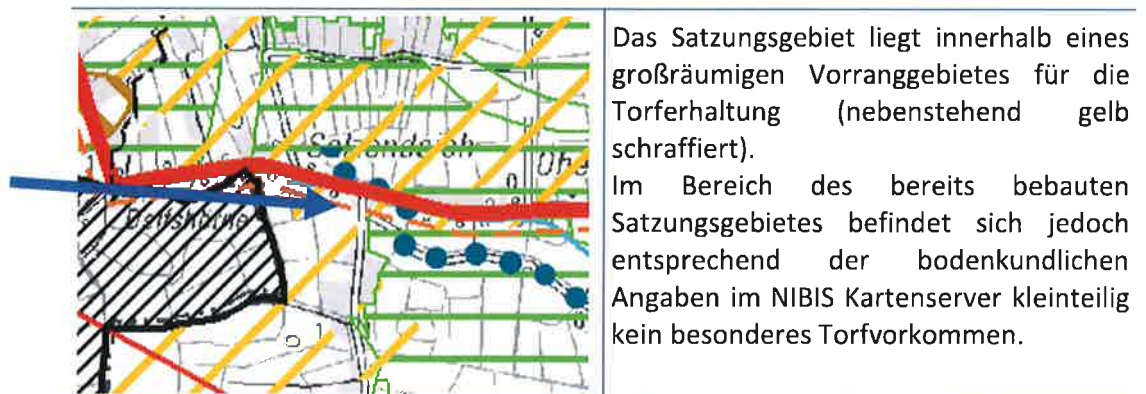 Das Satzungsgebiet liegt innerhalb eines
großräumigen Vorranggebietes für die
Torferhaltung (nebenstehend gelb
schraffiert).
Im Bereich des bereits bebauten
Satzungsgebietes befindet sich jedoch
entsprechend der bodenkundlichen
Angaben im NIBIS Kartenserver kleinteilig
kein besonderes Torfvorkommen.